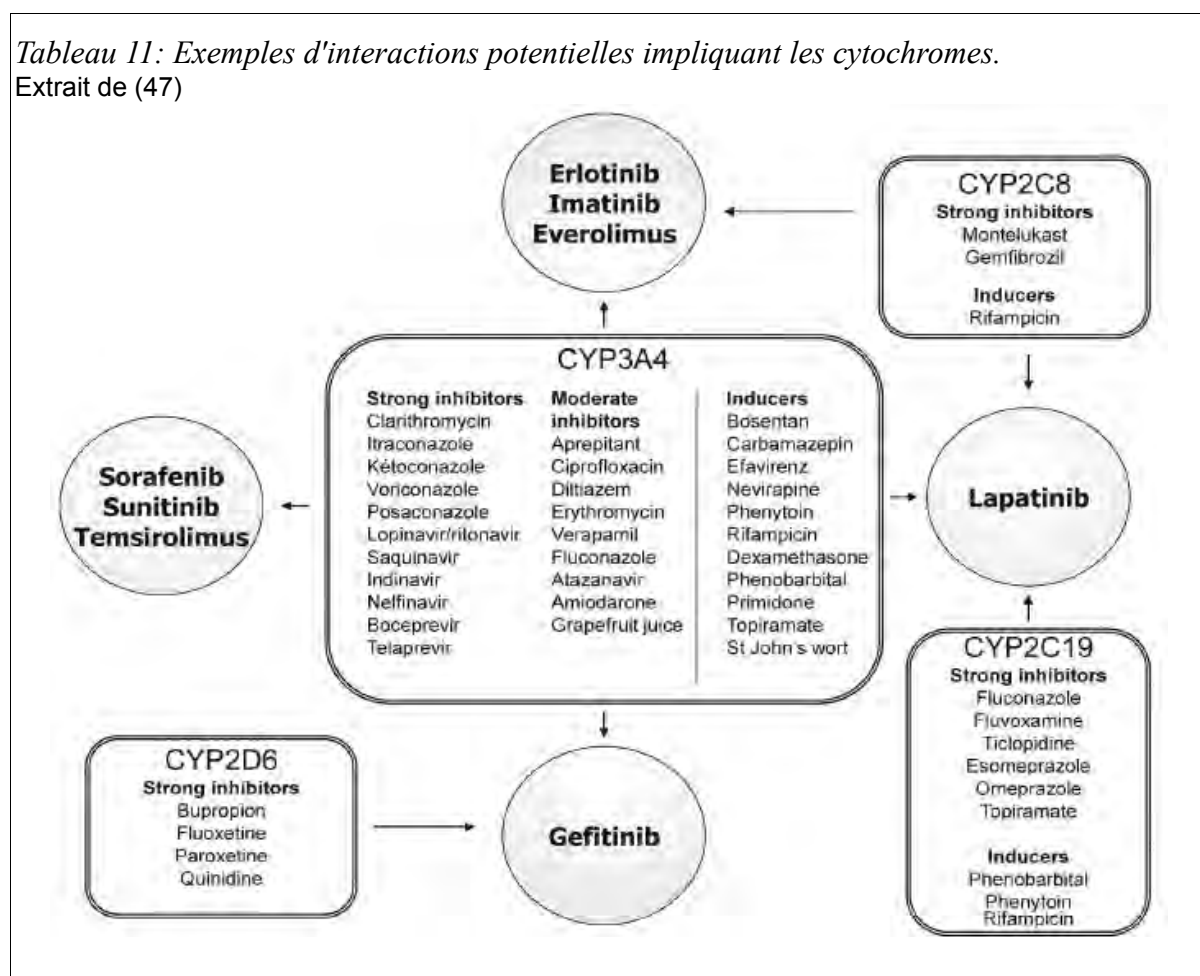 Tableau 11: Exemples d'interactions potentielles impliquant les cytochromes.
Extrait de (47)
Erlotinib
Imatinib
Everolimus
CYP2C8
Strong inhibitors
Montelukast
Gemfibrozil
Inducers
Rifampicin
CYP3A4
Strong inhibitors
Clarithromycin
Itraconazole
Kétoconazole
Voriconazole
Posaconazole
Lopinavir/ritonavir
Saquinavir
Indinavir
Nelfinavir
Boceprevir
Telaprevir
Moderate
inhibitors
Aprepitant
Ciprofloxacin
Diltiazem
Erythromycin
Verapamil
Fluconazole
Atazanavir
Amiodarone
Grapefruit juice
Inducers
Bosentan
Carbamazepin
Efavirenz
Nevirapine
Phenytoin
Rifampicin
Dexamethasone
Phenobarbital
Primidone
Topiramate
St John's wort
Sorafenib
Sunitinib
Temsirolimus
Lapatinib
CYP2D6
Strong inhibitors
Bupropion
Fluoxetine
Paroxetine
Quinidine
Gefitinib
CYP2C19
Strong inhibitors
Fluconazole
Fluvoxamine
Ticlopidine
Esomeprazole
Omeprazole
Topiramate
Inducers
Phenobarbital
Phenytoin
Rifampicin